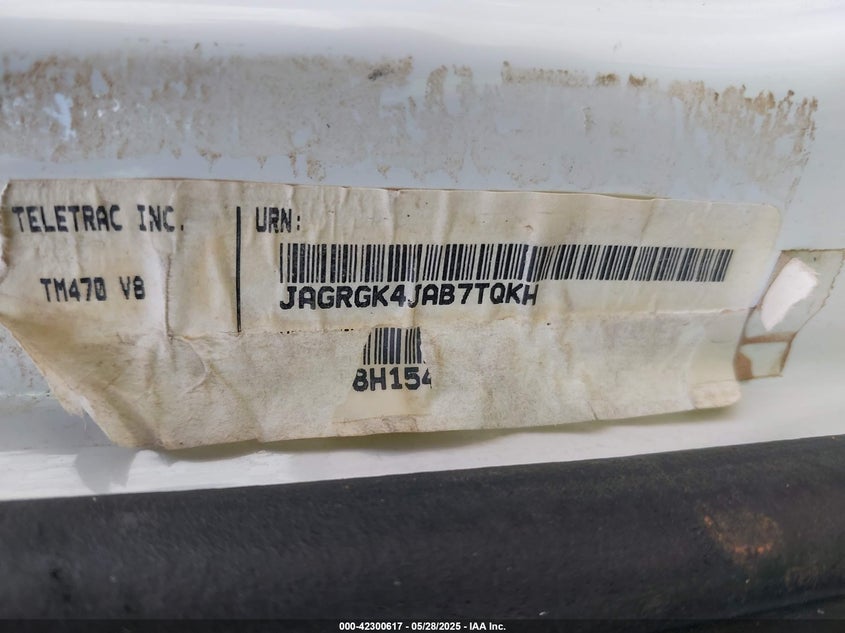 TELETRAC INC.
URN:
TM470 V8
JAGRGK4JAB7TQKH
8H154
000-42300617 - 05/28/2025 - IAA Inc.